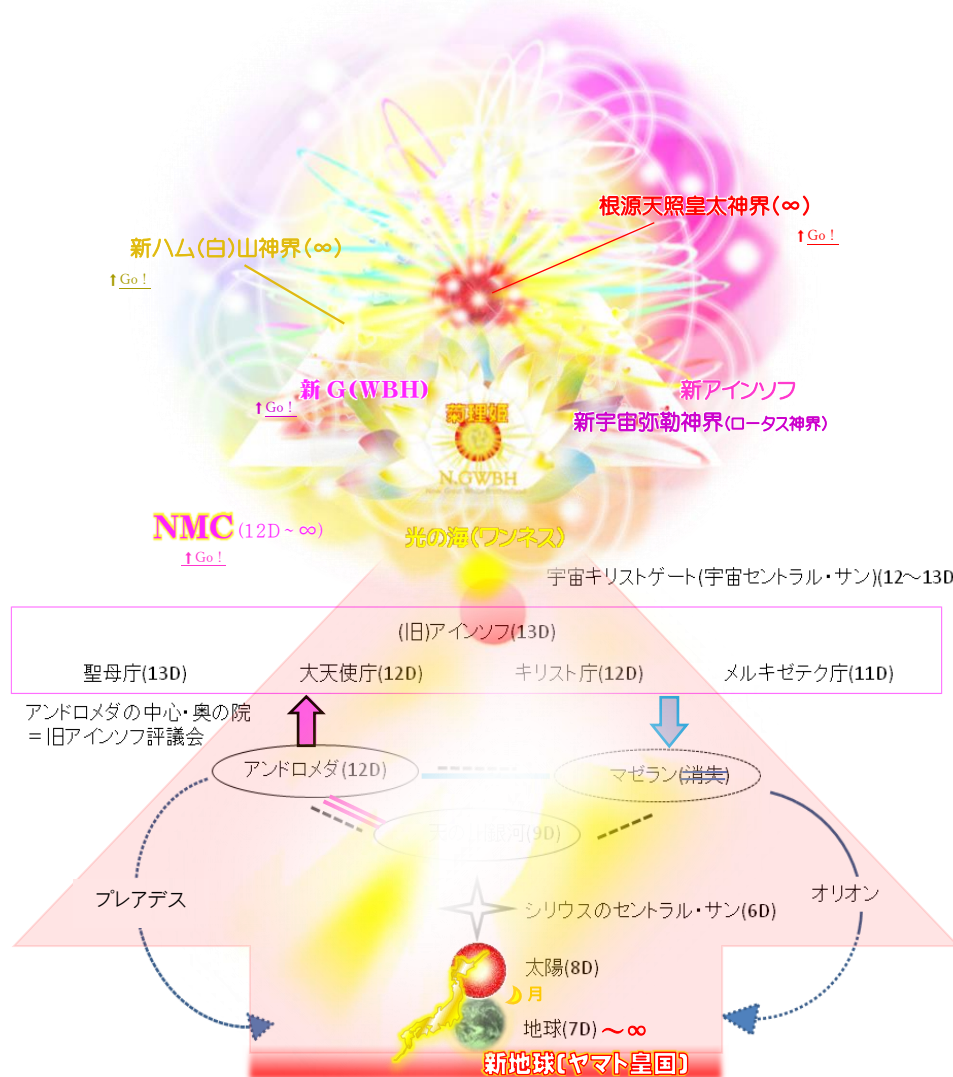 根源天照皇太神界(∞)
Go !
新ハム(白)山神界(∞)
Go !
新G(WBH)
Go !
新アインソフ
新宇宙弥勒神界(ロータス神界)
菊理姫
N.GWBH
NMC(12D~∞)
Go !
光の海(ワンネス)
宇宙キリストゲート(宇宙セントラル・サン)(12~13D
(旧)アインソフ(13D)
聖母庁(13D) 大天使庁(12D) キリスト庁(12D) メルキゼテク庁(11D)
アンドロメダの中心・奥の院
=旧アインソフ評議会
アンドロメダ(12D)
マゼラン(消失)
銀河(9D)
プレアデス
オリオン
シリウスのセントラル・サン(6D)
太陽(8D)
月
地球(7D)~∞
新地球(ヤマト皇国)